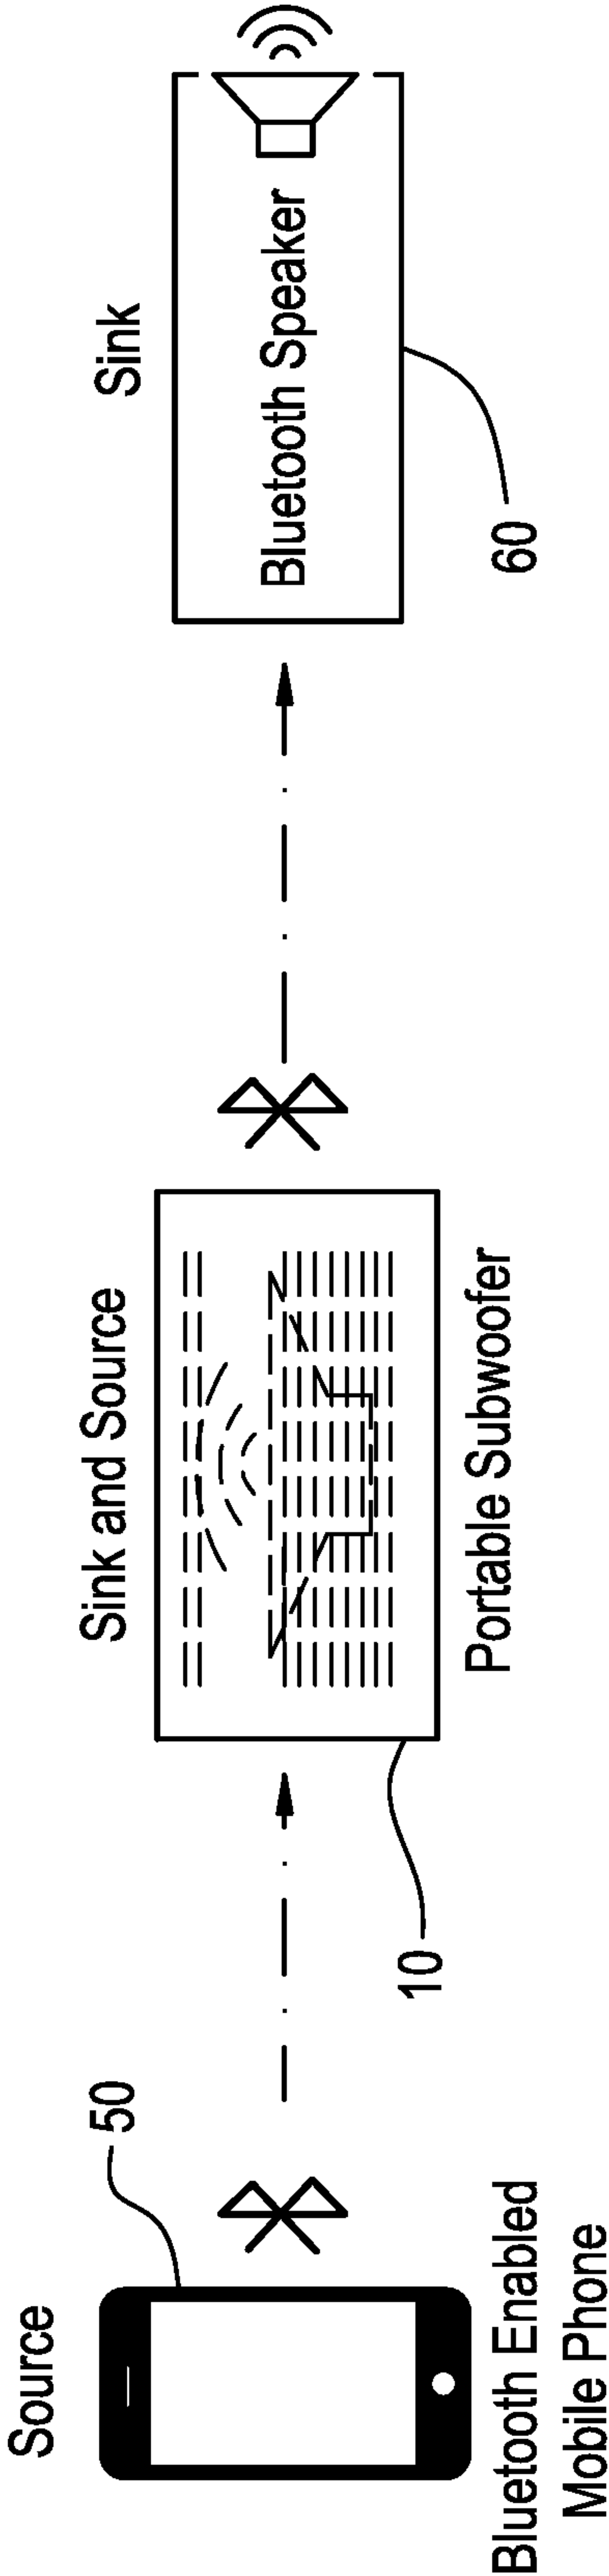 Source
50
Bluetooth Enabled
Mobile Phone
Sink and Source
10
Portable Subwoofer
Sink
Bluetooth Speaker
60